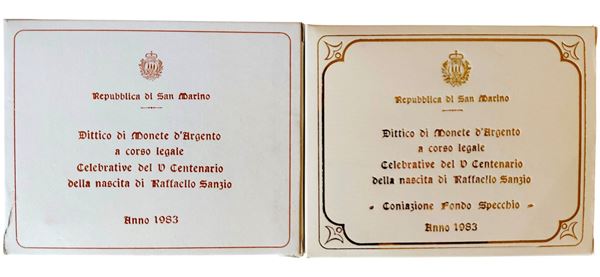 Repubblica di San Marino
Dittico di Monete d'Argento
a corso legale
Celebrative del V Centenario
della nascita di Raffaello Sanzio
Anno 1983
Repubblica di San Marino
Dittico di Monete d'Argento
a corso legale
Celebrative del V Centenario
della nascita di Raffaello Sanzio
- Coniazione Fondo Specchio -
Anno 1983